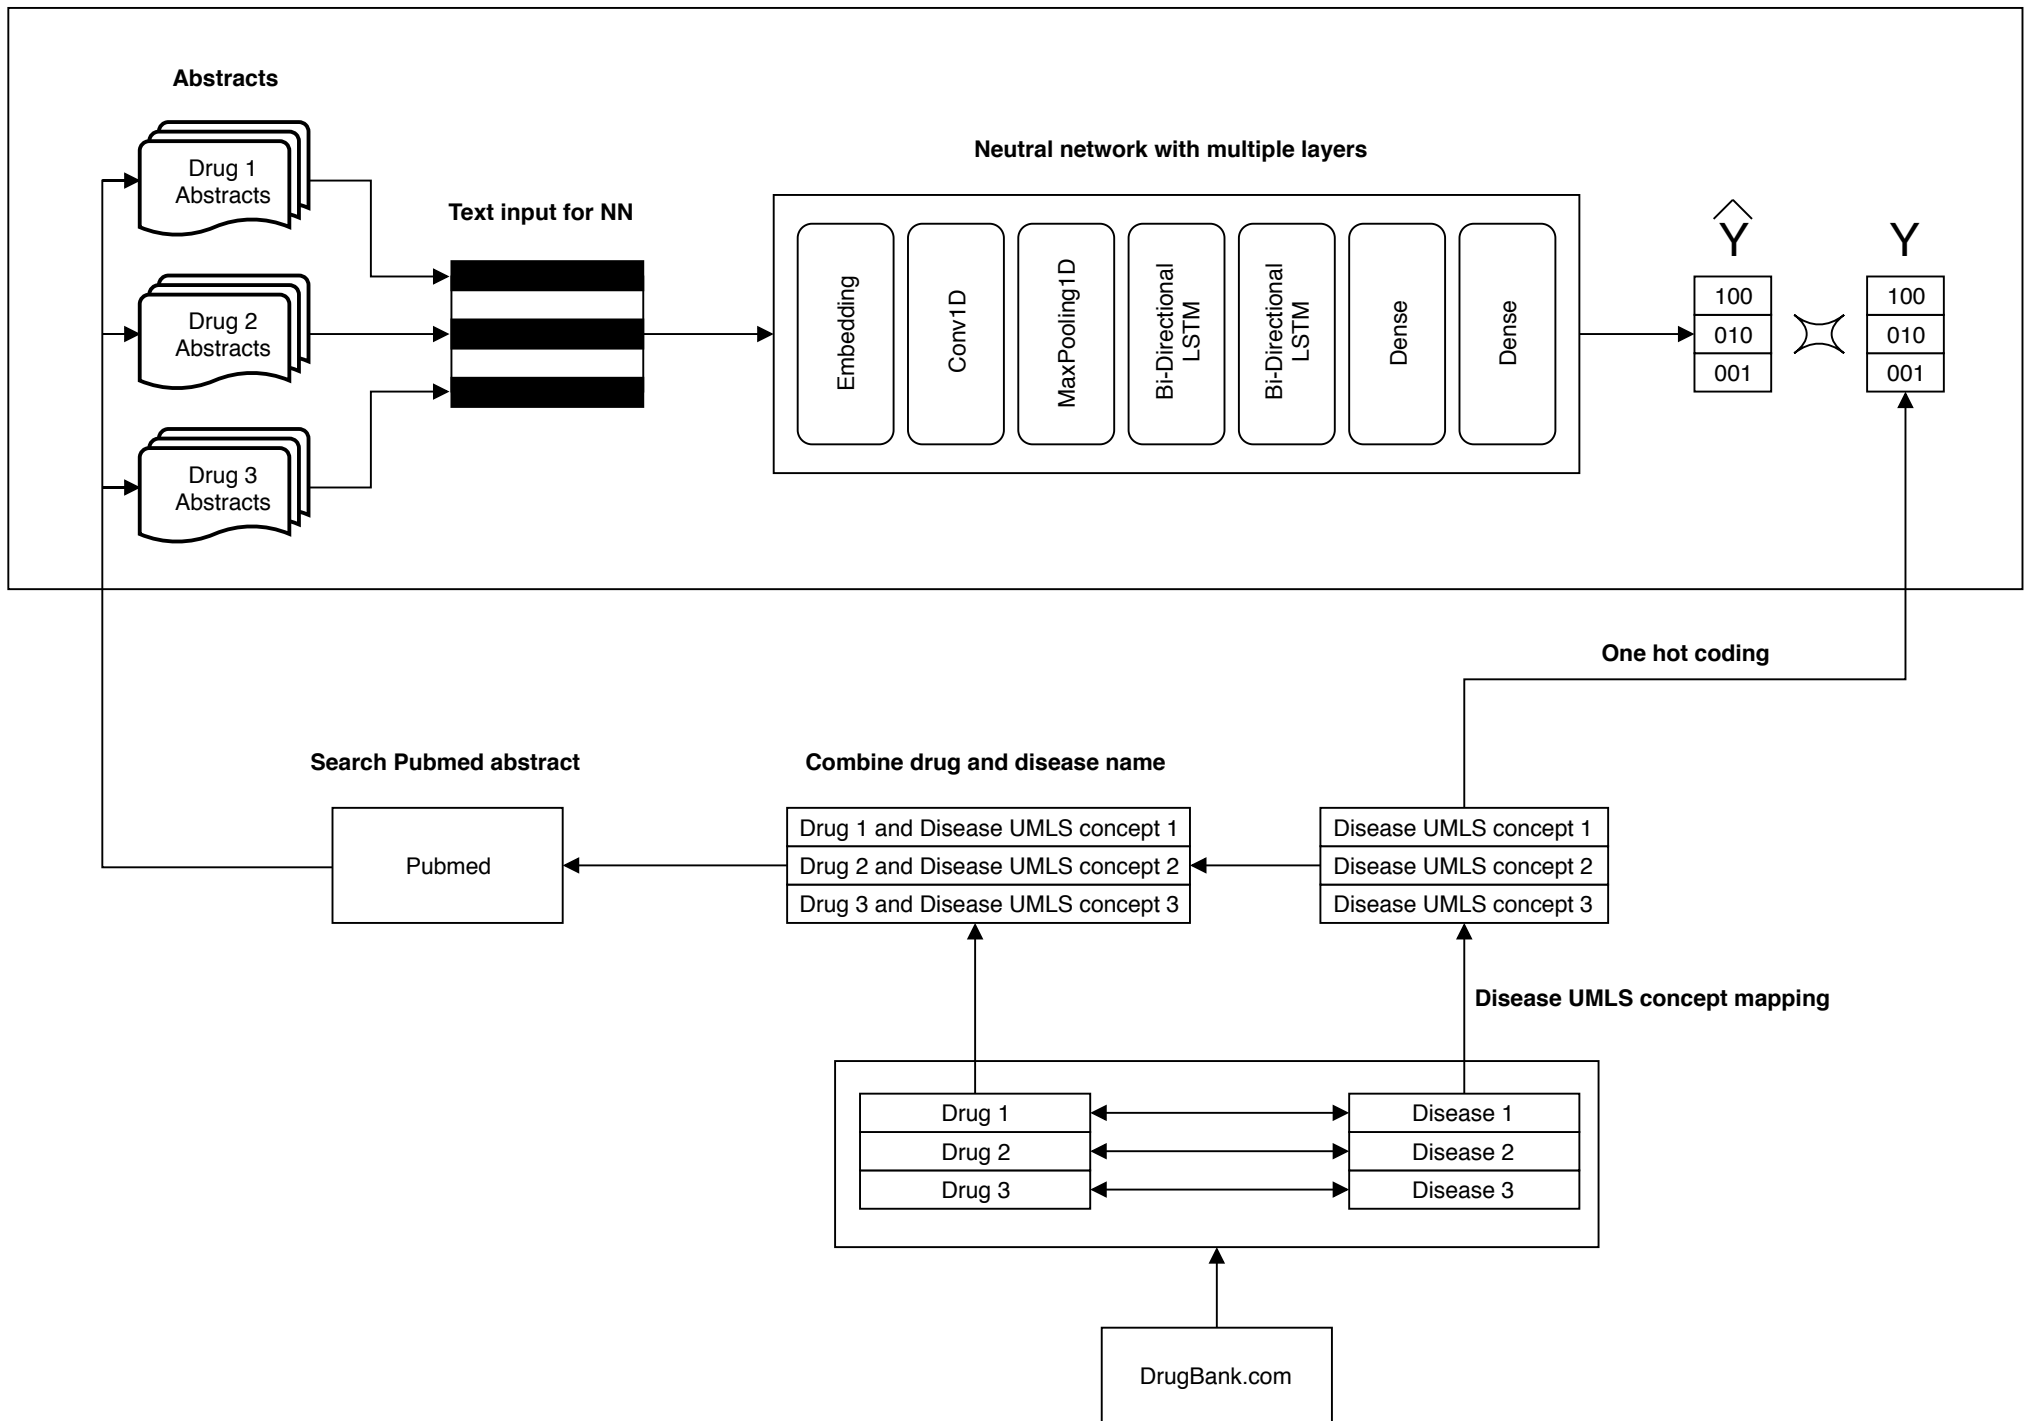 Abstracts
Drug 1
Abstracts
Drug 2
Abstracts
Drug 3
Abstracts
Text input for NN
Neutral network with multiple layers
Embedding
Conv1D
MaxPooling1D
Bi-Directional
LSTM
Bi-Directional
LSTM
Dense
Dense
Ŷ
100
010
001
Y
100
010
001
One hot coding
Search Pubmed abstract
Pubmed
Combine drug and disease name
Drug 1 and Disease UMLS concept 1
Drug 2 and Disease UMLS concept 2
Drug 3 and Disease UMLS concept 3
Disease UMLS concept 1
Disease UMLS concept 2
Disease UMLS concept 3
Disease UMLS concept mapping
Drug 1
Drug 2
Drug 3
Disease 1
Disease 2
Disease 3
DrugBank.com